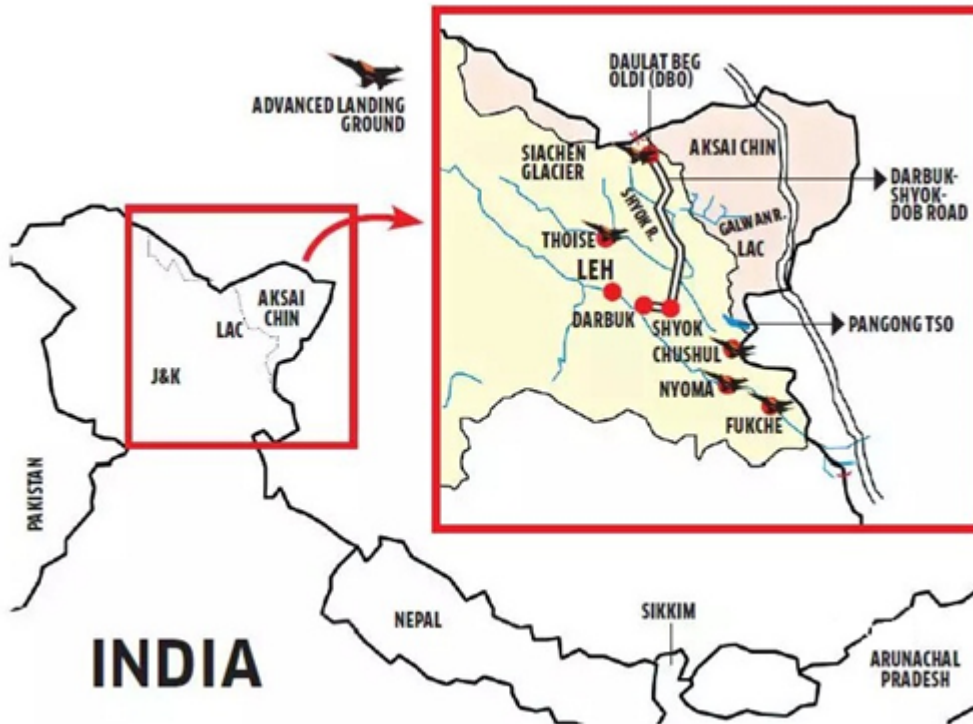 ADVANCED LANDING
GROUND
DAULAT BEG
OLDI (DBO)
SIACHEN
GLACIER
AKSAI CHIN
DARBUK-
SHYOK-
DOB ROAD
SHYOK R.
GALWAN R.
LAC
THOISE
LEH
DARBUK
SHYOK
PANGONG TSO
CHUSHUL
NYOMA
FUKCHE
AKSAI
CHIN
LAC
J&K
PAKISTAN
NEPAL
SIKKIM
INDIA
ARUNACHAL
PRADESH